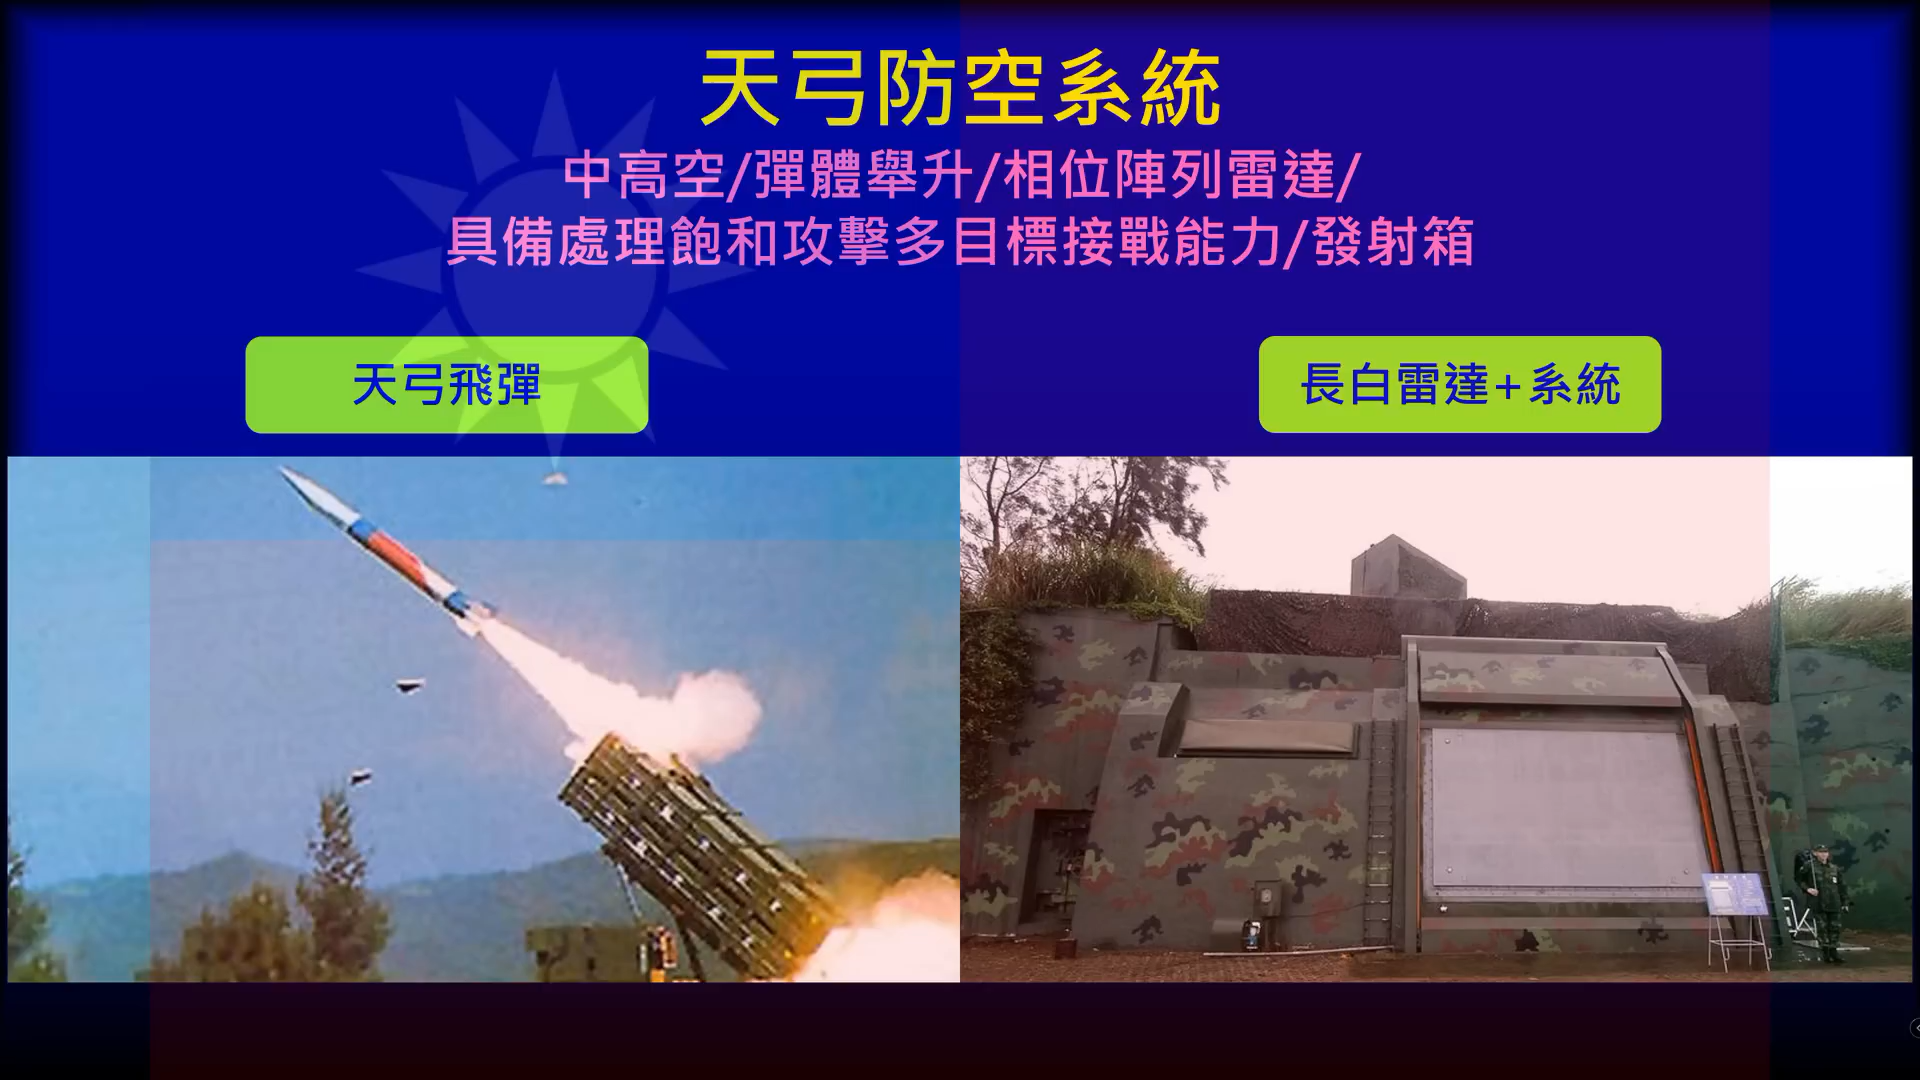 天弓防空系統
中高空/彈體舉升/相位陣列雷達/
具備處理飽和攻擊多目標接戰能力/發射箱
天弓飛彈
長白雷達+系統